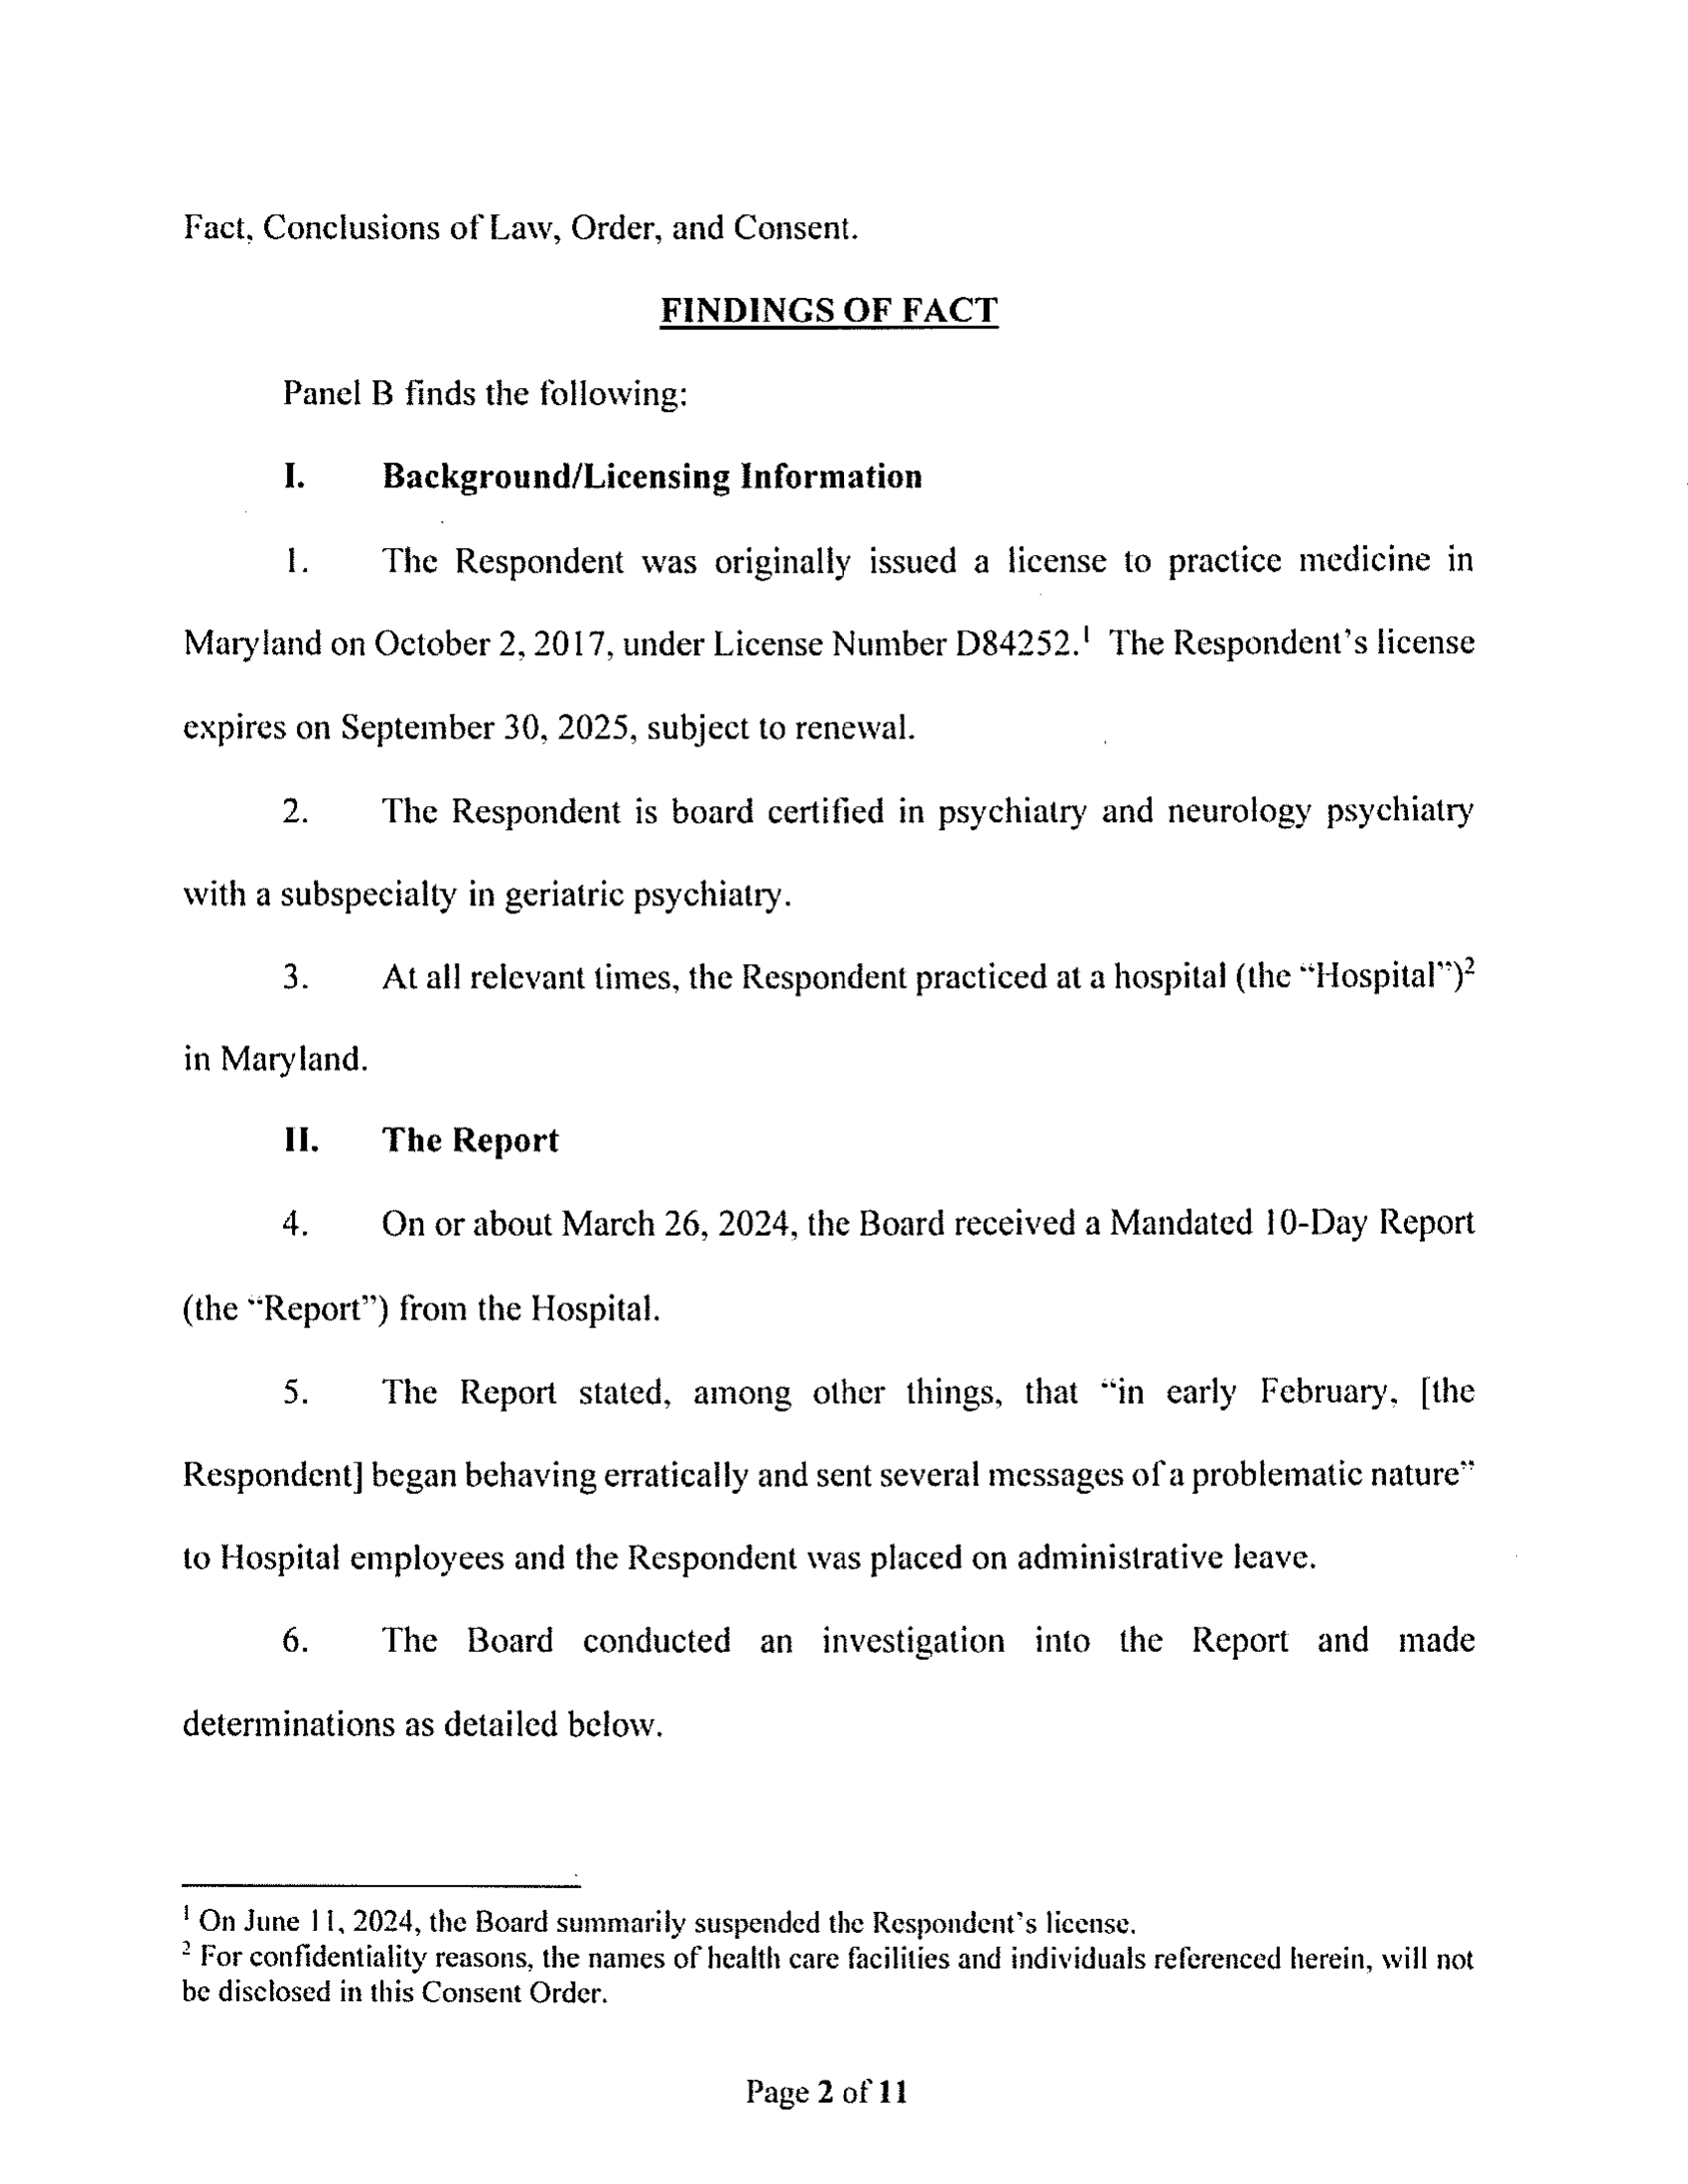 Fact, Conclusions of Law, Order, and Consent.
FINDINGS OF FACT
Panel B finds the following:
I. Background/Licensing Information
1. The Respondent was originally issued a license to practice medicine in
Maryland on October 2, 2017, under License Number D84252.¹ The Respondent's license
expires on September 30, 2025, subject to renewal.
2. The Respondent is board certified in psychiatry and neurology psychiatry
with a subspecialty in geriatric psychiatry.
3. At all relevant times, the Respondent practiced at a hospital (the "Hospital")²
in Maryland.
II. The Report
4. On or about March 26, 2024, the Board received a Mandated 10-Day Report
(the "Report") from the Hospital.
5. The Report stated, among other things, that "in early February, [the
Respondent] began behaving erratically and sent several messages of a problematic nature"
to Hospital employees and the Respondent was placed on administrative leave.
6. The Board conducted an investigation into the Report and made
determinations as detailed below.
¹ On June 11, 2024, the Board summarily suspended the Respondent's license.
² For confidentiality reasons, the names of health care facilities and individuals referenced herein, will not
be disclosed in this Consent Order.
Page 2 of 11